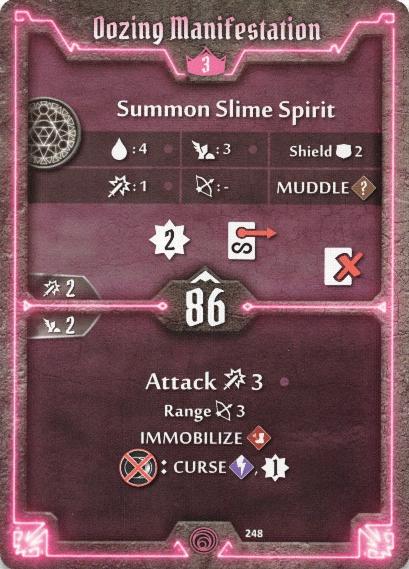 Oozing Manifestation
3
Summon Slime Spirit
: 4 : 3 Shield 2
: 1 : - MUDDLE ?
2
2
86
2
Attack 3
Range 3
IMMOBILIZE
: CURSE , 1
248